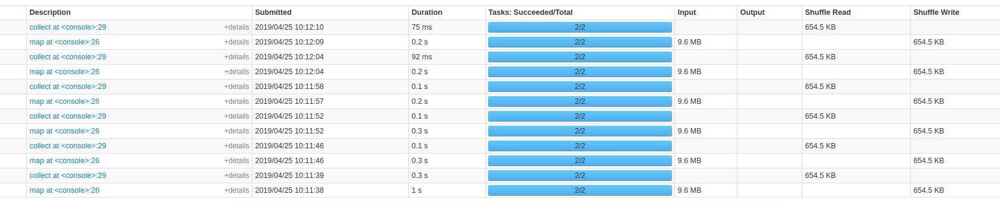 Description Submitted Duration Tasks: Succeeded/Total Input Output Shuffle Read Shuffle Write
collect at <console>:29 +details 2019/04/25 10:12:10 75 ms 2/2 654.5 KB
map at <console>:26 +details 2019/04/25 10:12:09 0.2 s 2/2 9.6 MB 654.5 KB
collect at <console>:29 +details 2019/04/25 10:12:04 92 ms 2/2 654.5 KB
map at <console>:26 +details 2019/04/25 10:12:04 0.2 s 2/2 9.6 MB 654.5 KB
collect at <console>:29 +details 2019/04/25 10:11:58 0.1 s 2/2 654.5 KB
map at <console>:26 +details 2019/04/25 10:11:57 0.2 s 2/2 9.6 MB 654.5 KB
collect at <console>:29 +details 2019/04/25 10:11:52 0.1 s 2/2 654.5 KB
map at <console>:26 +details 2019/04/25 10:11:52 0.3 s 2/2 9.6 MB 654.5 KB
collect at <console>:29 +details 2019/04/25 10:11:46 0.1 s 2/2 654.5 KB
map at <console>:26 +details 2019/04/25 10:11:46 0.3 s 2/2 9.6 MB 654.5 KB
collect at <console>:29 +details 2019/04/25 10:11:39 0.3 s 2/2 654.5 KB
map at <console>:26 +details 2019/04/25 10:11:38 1 s 2/2 9.6 MB 654.5 KB